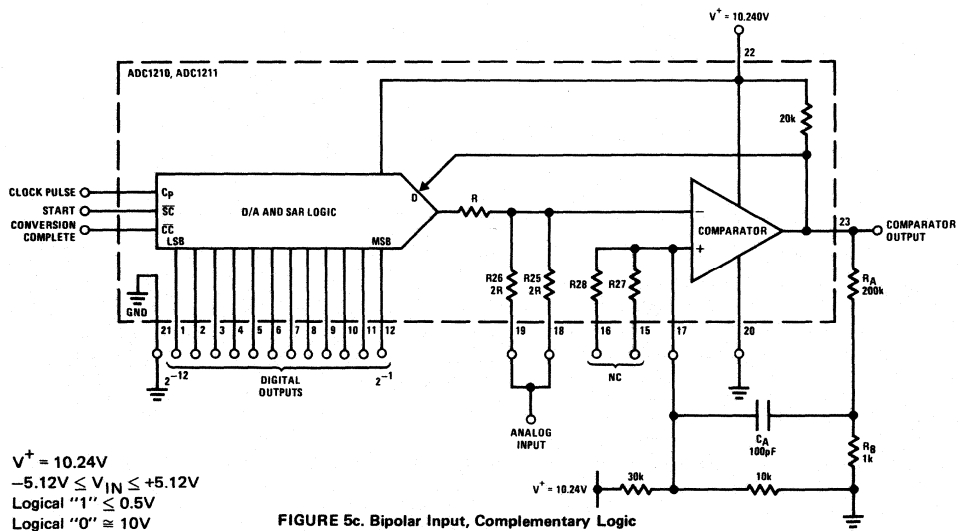 V+ = 10.240V
22
ADC1210, ADC1211
20k
CLOCK PULSE
START
CONVERSION
COMPLETE
CP
SC
CC
D/A AND SAR LOGIC
D
LSB
MSB
R
R26
2R
R25
2R
R28
R27
−
+
COMPARATOR
23
COMPARATOR
OUTPUT
RA
200k
GND
21 1 2 3 4 5 6 7 8 9 10 11 12
19 18 16 15 17 20
2-12
DIGITAL
OUTPUTS
2-1
NC
ANALOG
INPUT
CA
100pF
RB
1k
V+ = 10.24V
30k
10k
V+ = 10.24V
−5.12V ≤ VIN ≤ +5.12V
Logical "1" ≤ 0.5V
Logical "0" ≅ 10V
FIGURE 5c. Bipolar Input, Complementary Logic